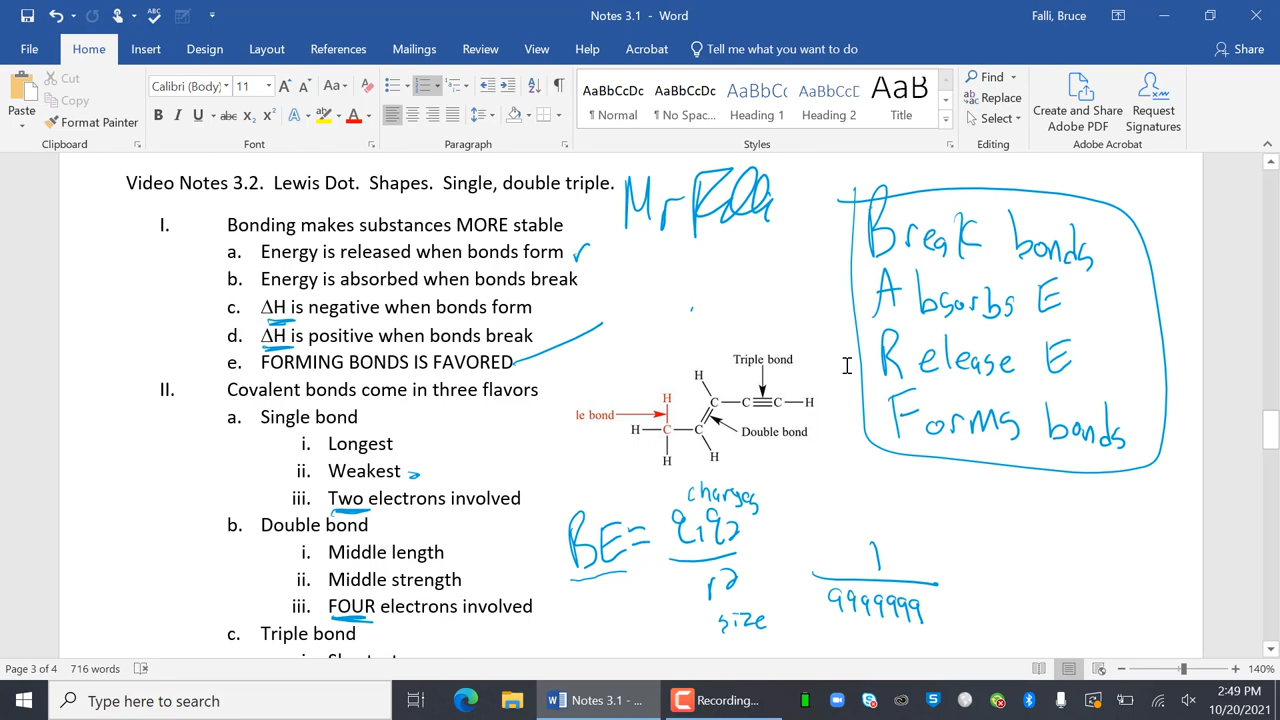 Notes 3.1 - Word
Falli, Bruce
File Home Insert Design Layout References Mailings Review View Help Acrobat Tell me what you want to do Share
Paste
Cut
Copy
Format Painter
Clipboard
Calibri (Body) 11
Font
Paragraph
AaBbCcDc AaBbCcDc AaBbCc AaBbCcD AaB
¶ Normal ¶ No Spac... Heading 1 Heading 2 Title
Styles
Find
Replace
Select
Editing
Create and Share Adobe PDF
Request Signatures
Adobe Acrobat
Video Notes 3.2. Lewis Dot. Shapes. Single, double triple.
Mr Falli
I. Bonding makes substances MORE stable
a. Energy is released when bonds form
b. Energy is absorbed when bonds break
c. ΔH is negative when bonds form
d. ΔH is positive when bonds break
e. FORMING BONDS IS FAVORED
II. Covalent bonds come in three flavors
a. Single bond
i. Longest
ii. Weakest
iii. Two electrons involved
b. Double bond
i. Middle length
ii. Middle strength
iii. FOUR electrons involved
c. Triple bond
Break bonds
Absorbs E
Release E
Forms bonds
Triple bond
H
H
C C C H
le bond
H C C
Double bond
H H
charges
BE= q1q2
r2
size
1
9999999
Page 3 of 4 716 words
140%
Type here to search
Notes 3.1 - ...
Recording...
2:49 PM
10/20/2021